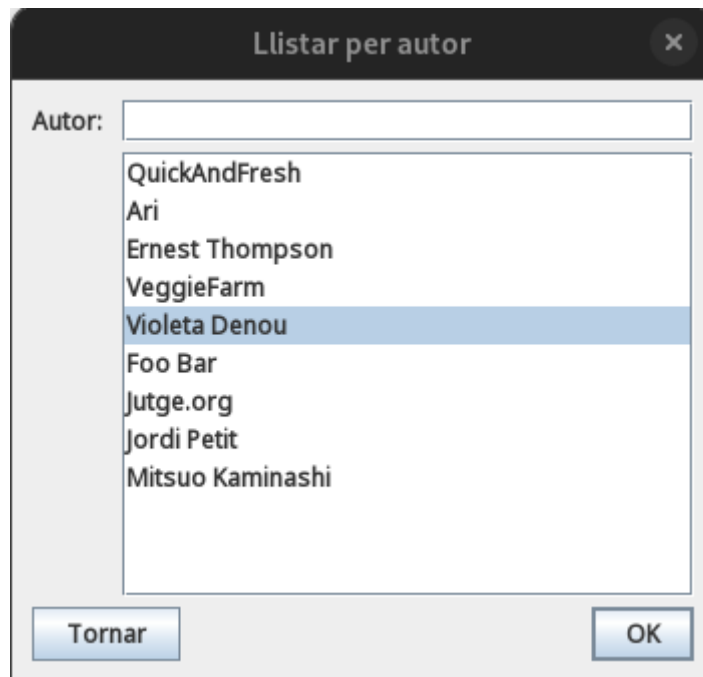 Llistar per autor
Autor:
QuickAndFresh
Ari
Ernest Thompson
VeggieFarm
Violeta Denou
Foo Bar
Jutge.org
Jordi Petit
Mitsuo Kaminashi
Tornar
OK